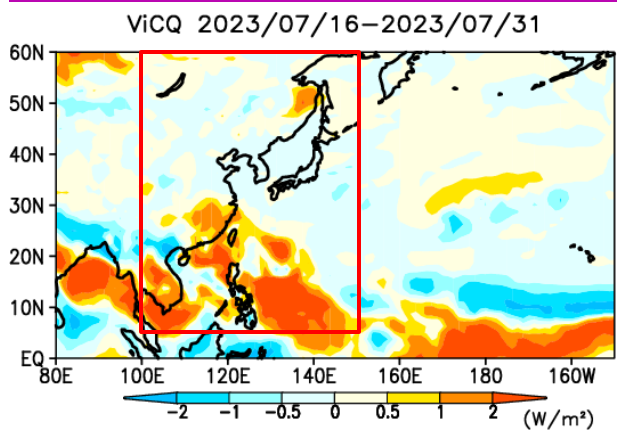 ViCQ 2023/07/16−2023/07/31
60N
50N
40N
30N
20N
10N
EQ
80E 100E 120E 140E 160E 180 160W
−2 −1 −0.5 0 0.5 1 2 (W/m²)